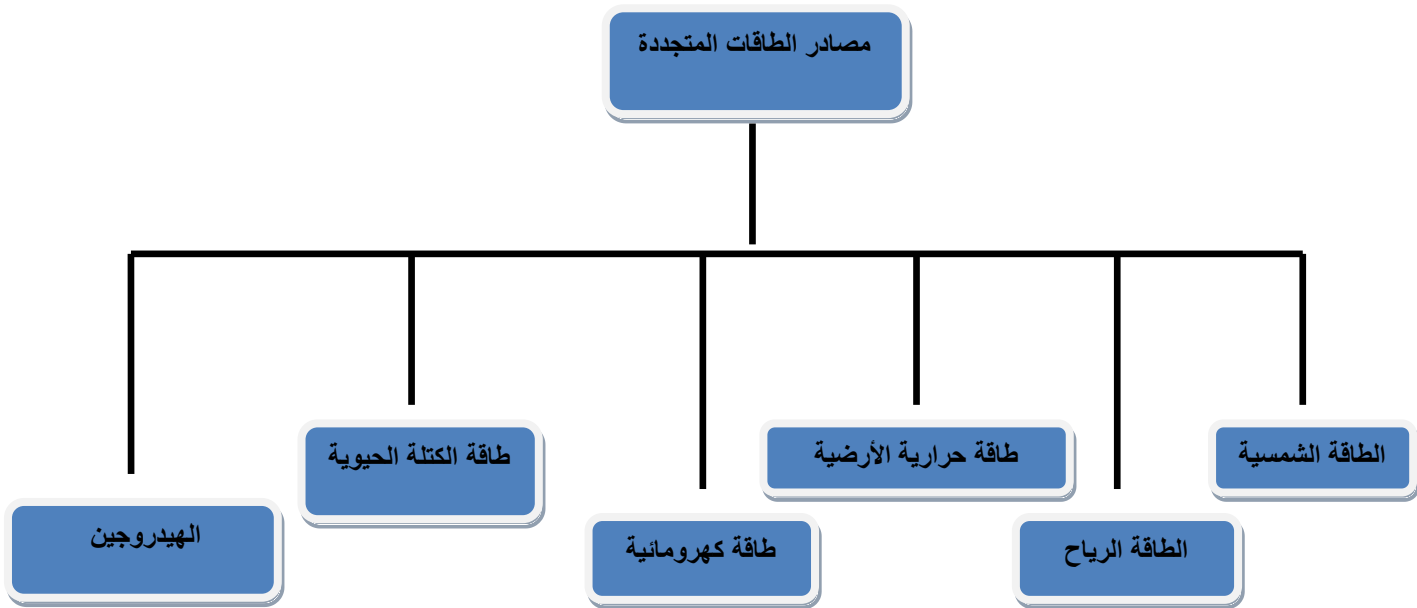 مصادر الطاقات المتجددة
الطاقة الشمسية
الطاقة الرياح
طاقة حرارية الأرضية
طاقة كهرومائية
طاقة الكتلة الحيوية
الهيدروجين